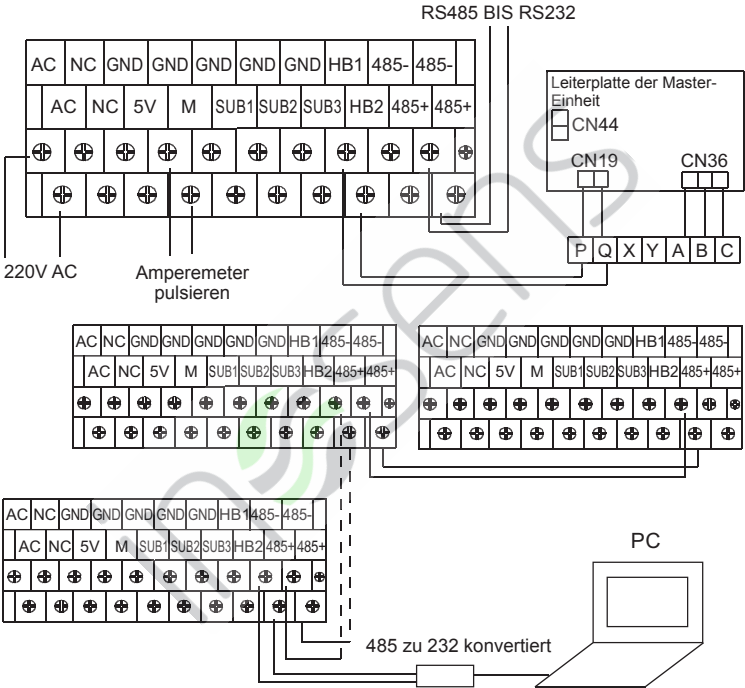 RS485 BIS RS232
AC NC GND GND GND GND GND HB1 485- 485-
AC NC 5V M SUB1 SUB2 SUB3 HB2 485+ 485+
Leiterplatte der Master-
Einheit
CN44
CN19 CN36
P Q X Y A B C
220V AC
Amperemeter
pulsieren
AC NC GND GND GND GND GND HB1 485- 485-
AC NC 5V M SUB1 SUB2 SUB3 HB2 485+ 485+
AC NC GND GND GND GND GND HB1 485- 485-
AC NC 5V M SUB1 SUB2 SUB3 HB2 485+ 485+
AC NC GND GND GND GND GND HB1 485- 485-
AC NC 5V M SUB1 SUB2 SUB3 HB2 485+ 485+
PC
485 zu 232 konvertiert
inssens